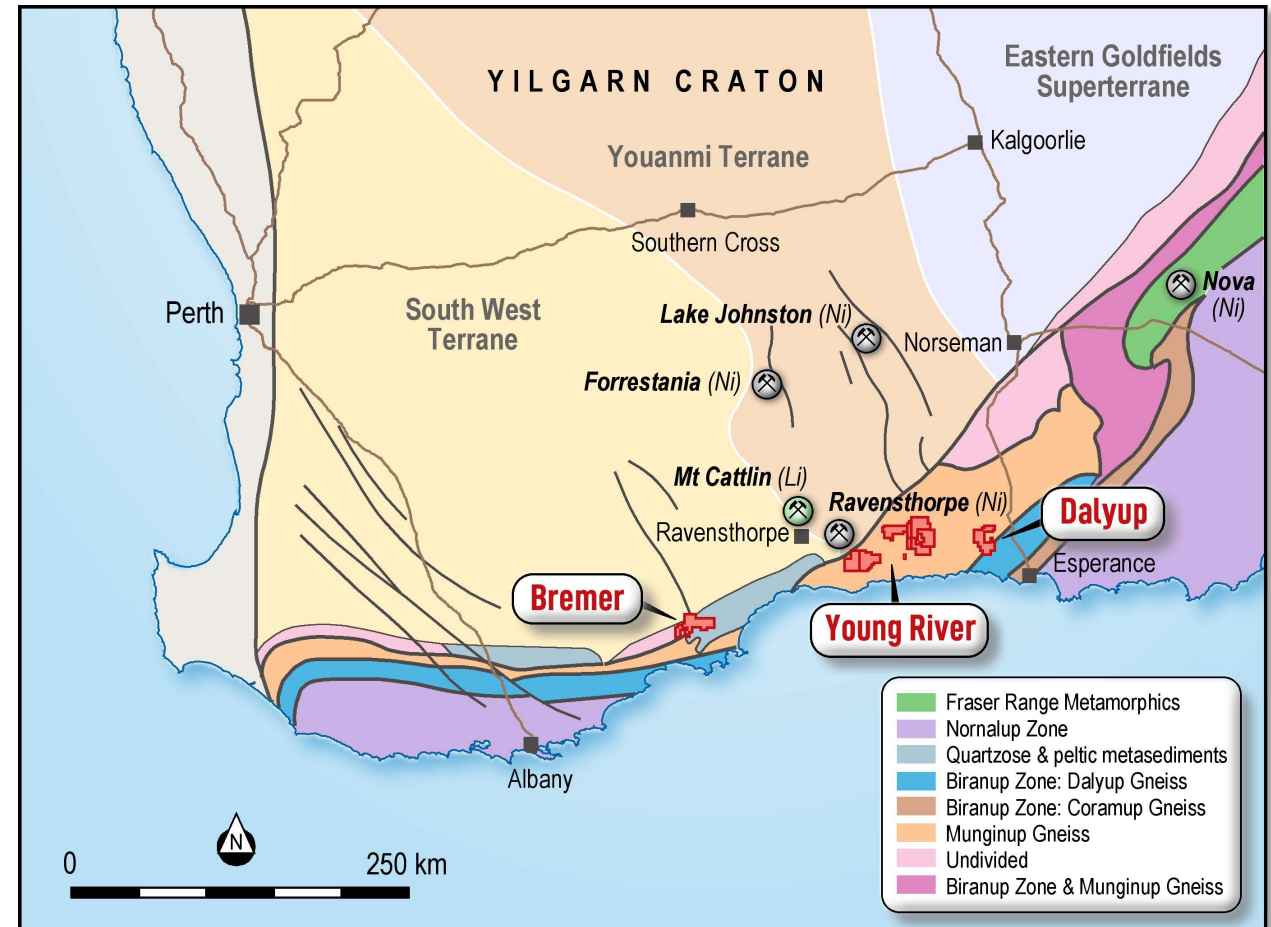 Eastern Goldfields
Superterrane
YILGARN CRATON
Kalgoorlie
Youanmi Terrane
Southern Cross
Nova
(Ni)
Perth
South West
Terrane
Lake Johnston (Ni)
Norseman
Forrestania (Ni)
Mt Cattlin (Li)
Ravensthorpe (Ni)
Dalyup
Ravensthorpe
Esperance
Bremer
Young River
Albany
Fraser Range Metamorphics
Nornalup Zone
Quartzose & peltic metasediments
Biranup Zone: Dalyup Gneiss
Biranup Zone: Coramup Gneiss
Munginup Gneiss
Undivided
Biranup Zone & Munginup Gneiss
N
0 250 km